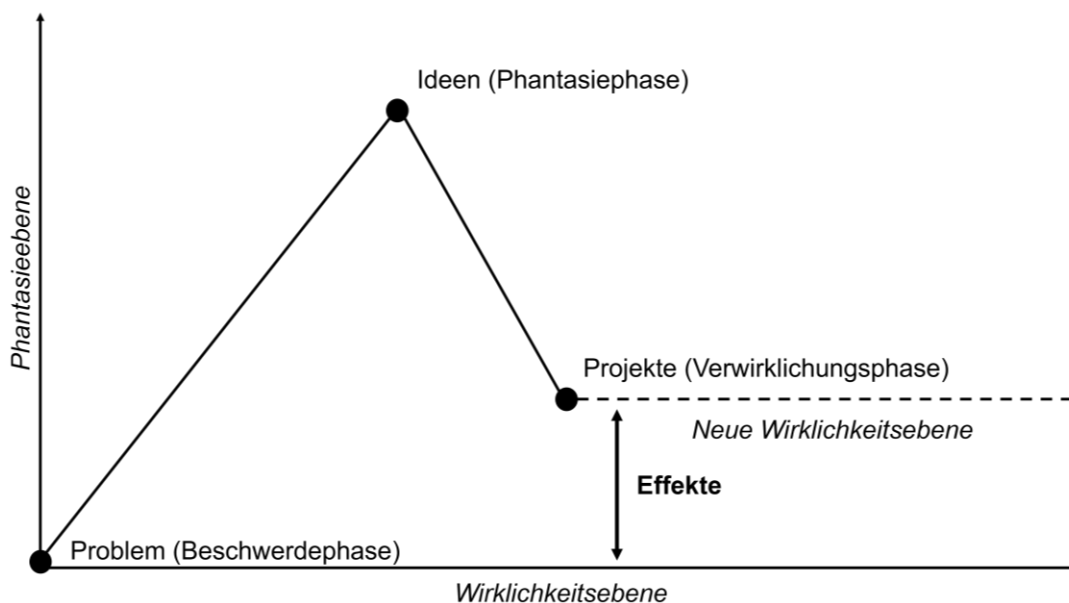 Ideen (Phantasiephase)
Phantasieebene
Projekte (Verwirklichungsphase)
Neue Wirklichkeitsebene
Effekte
Problem (Beschwerdephase)
Wirklichkeitsebene